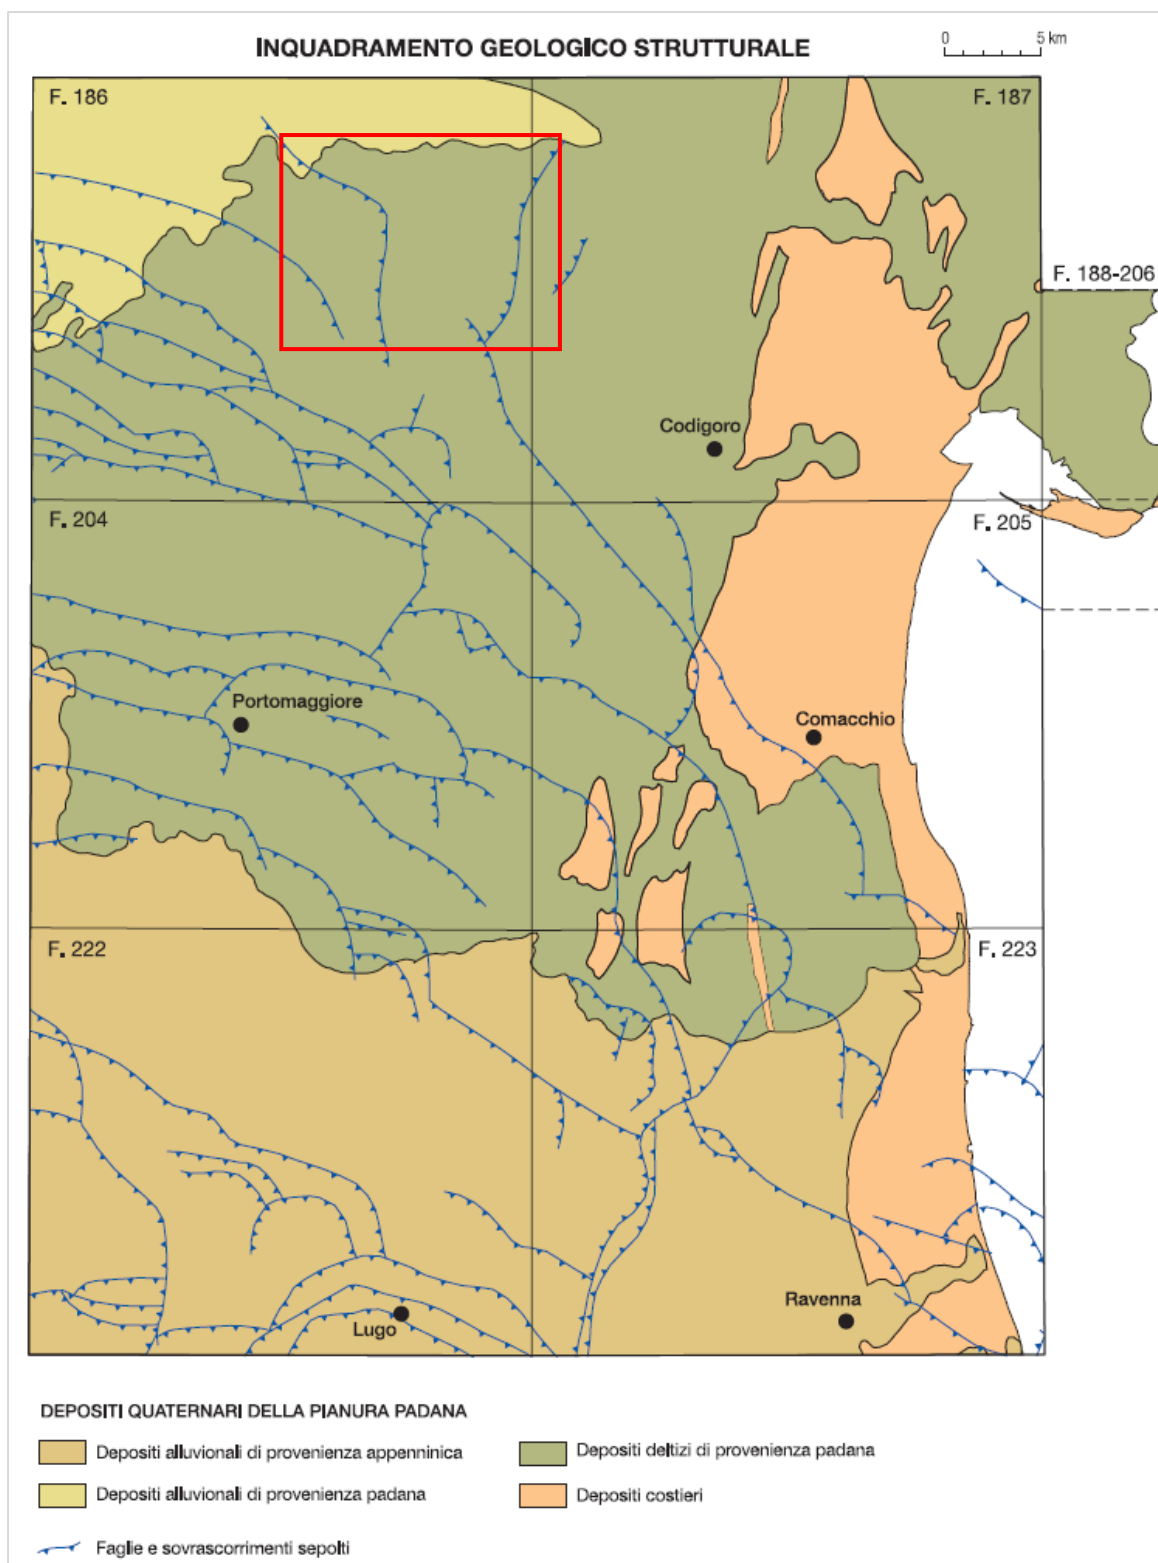 INQUADRAMENTO GEOLOGICO STRUTTURALE
0 5 km
F. 186
F. 187
F. 188-206
Codigoro
F. 204
F. 205
Portomaggiore
Comacchio
F. 222
F. 223
Ravenna
Lugo
DEPOSITI QUATERNARI DELLA PIANURA PADANA
Depositi alluvionali di provenienza appenninica
Depositi deltizi di provenienza padana
Depositi alluvionali di provenienza padana
Depositi costieri
Faglie e sovrascorrimenti sepolti